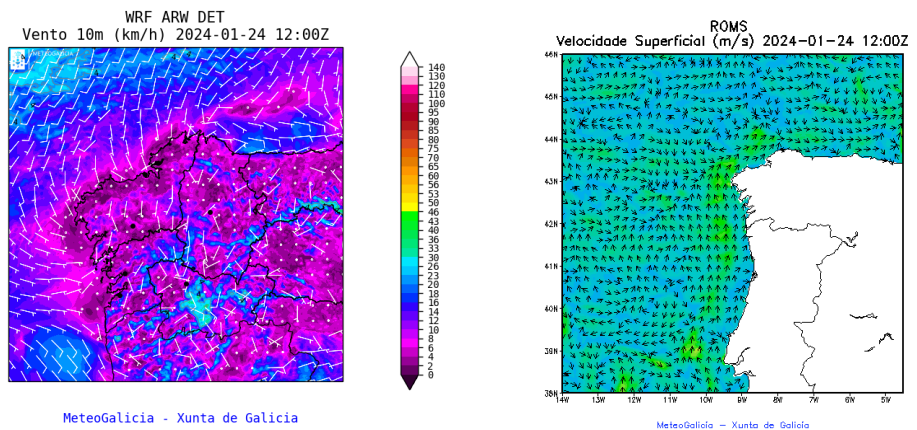 WRF ARW DET
Vento 10m (km/h) 2024-01-24 12:00Z
METEOGALICIA
140
130
120
110
100
95
90
85
80
75
70
65
60
55
50
46
43
40
36
33
30
26
23
20
18
16
14
12
10
8
6
4
2
0
MeteoGalicia - Xunta de Galicia
ROMS
Velocidade Superficial (m/s) 2024-01-24 12:00Z
46N
45N
44N
43N
42N
41N
40N
39N
38N
14W 13W 12W 11W 10W 9W 8W 7W 6W 5W
MeteoGalicia - Xunta de Galicia